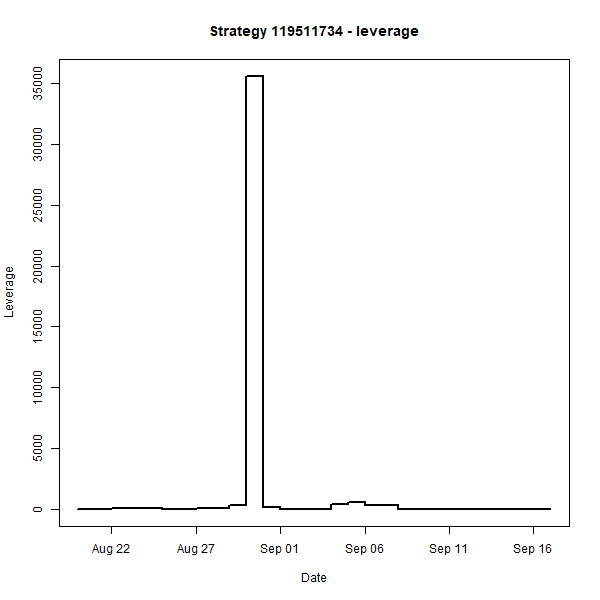 Strategy 119511734 - leverage
Leverage
35000
30000
25000
20000
15000
10000
5000
0
Aug 22 Aug 27 Sep 01 Sep 06 Sep 11 Sep 16
Date